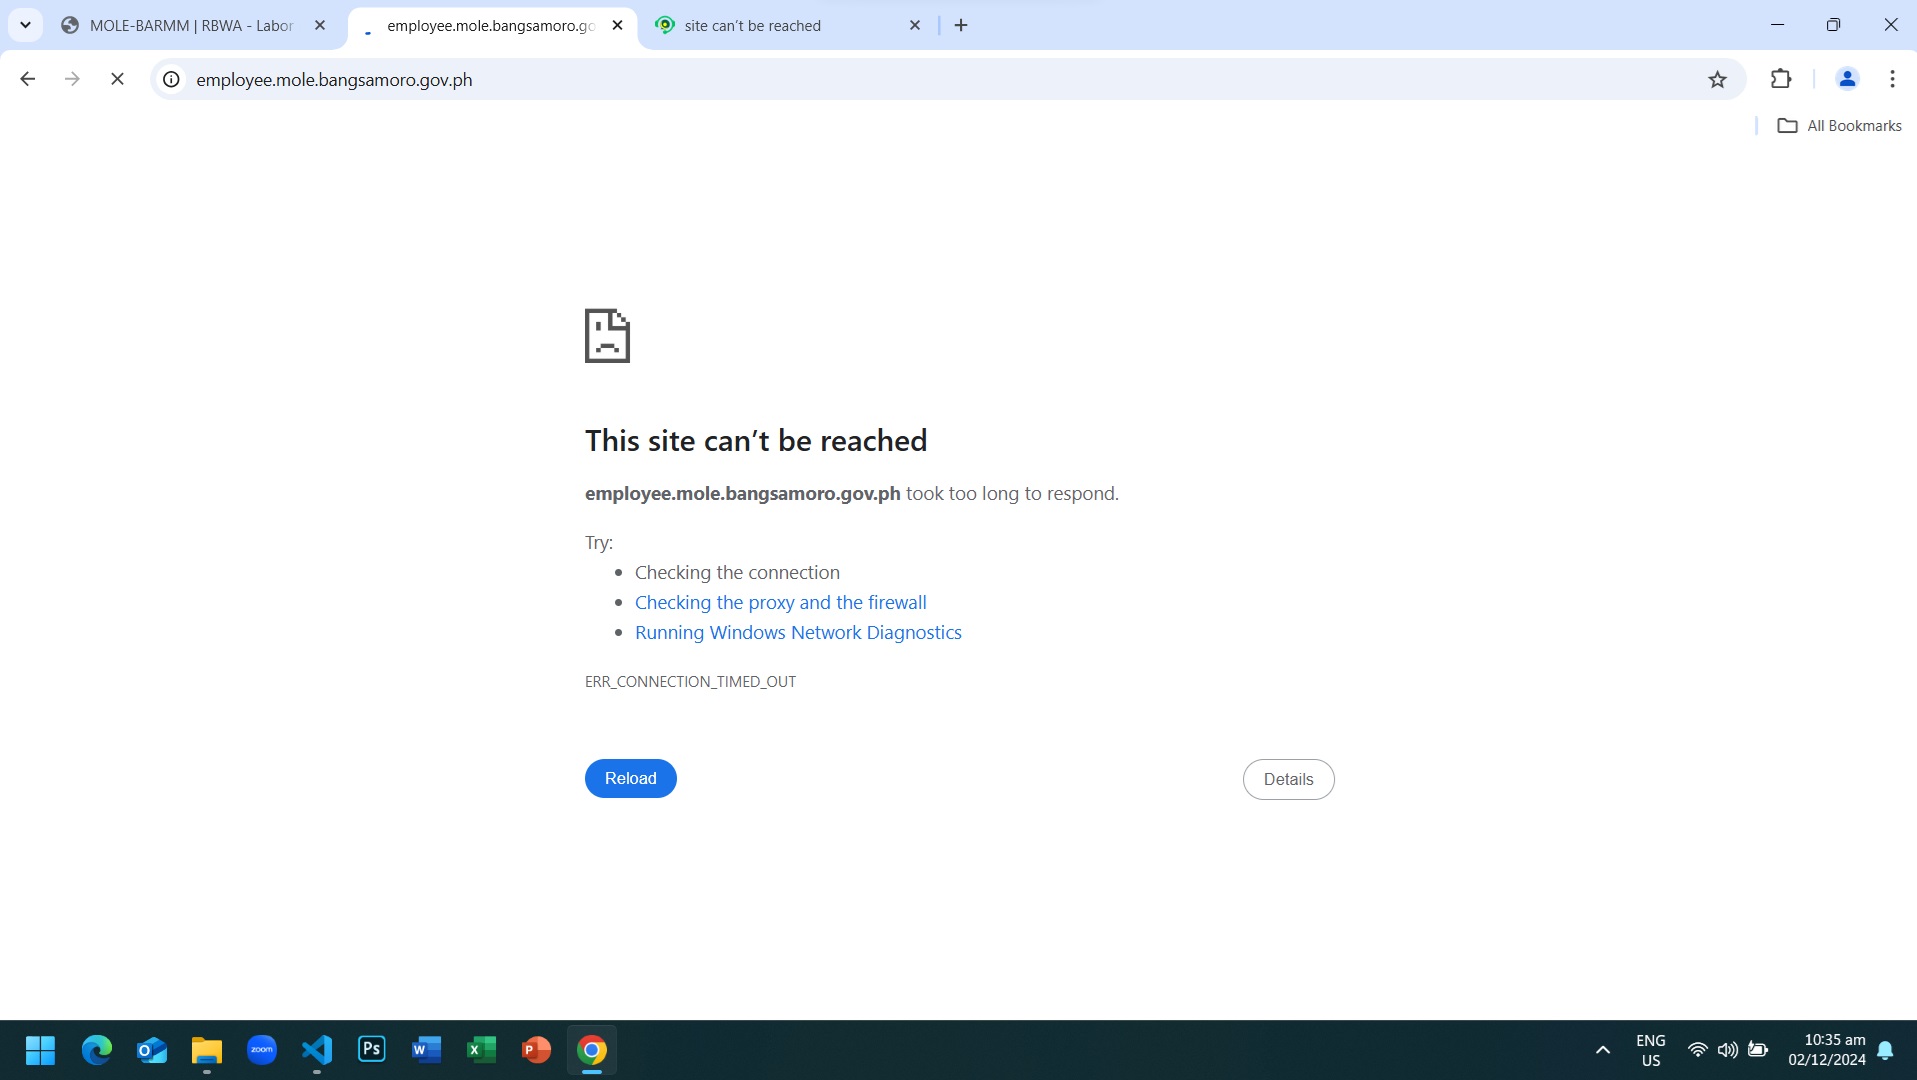 MOLE-BARMM | RBWA - Labor
employee.mole.bangsamoro.go
site can't be reached
employee.mole.bangsamoro.gov.ph
All Bookmarks
This site can't be reached
employee.mole.bangsamoro.gov.ph took too long to respond.
Try:
Checking the connection
Checking the proxy and the firewall
Running Windows Network Diagnostics
ERR_CONNECTION_TIMED_OUT
Reload
Details
zoom
Ps
W
X
P
ENG
US
10:35 am
02/12/2024